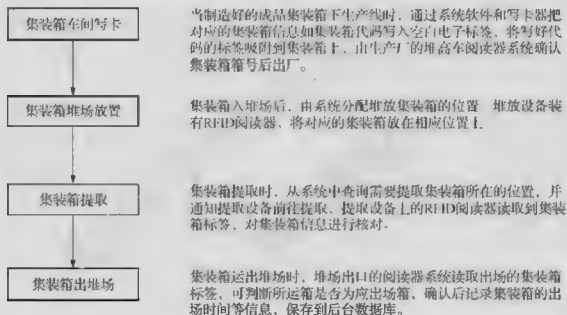 集装箱车间写卡
当制造好的成品集装箱下生产线时，通过系统软件和写卡器把
对应的集装箱信息如集装箱代码写入空白电子标签，将写好代
码的标签吸附到集装箱上，由生产厂的堆高车阅读器系统确认
集装箱箱号后出厂。
集装箱堆场放置
集装箱入堆场后，由系统分配堆放集装箱的位置 堆放设备装
有RFID阅读器、将对应的集装箱放在相应位置上
集装箱提取
集装箱提取时，从系统中查询需要提取集装箱所在的位置，并
通知提取设备前往提取、提取设备上的RFID阅读器读取到集装
箱标签，对集装箱信息进行核对。
集装箱出堆场
集装箱运出堆场时，堆场出口的阅读器系统读取出场的集装箱
标签，可判断所运箱是否为应出场箱、确认后记录集装箱的出
场时间等信息，保存到后台数据库。